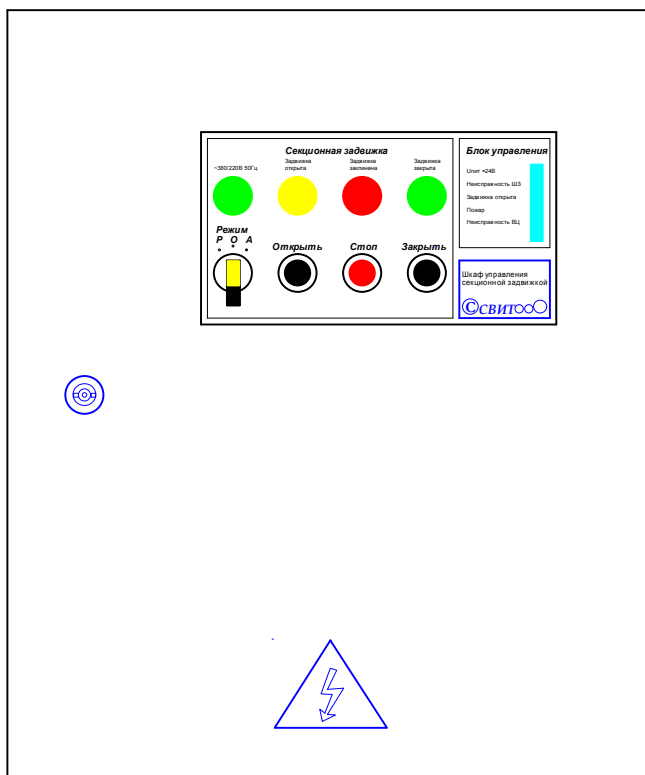 Секционная задвижка
~380/220В 50Гц
Задвижка
открыта
Задвижка
заклинена
Задвижка
закрыта
Режим
Р О А
Открыть
Стоп
Закрыть
Блок управления
Uпит =24В
Неисправность ШЗ
Задвижка открыта
Пожар
Неисправность ВЦ
Шкаф управления
секционной задвижкой
©СВИТ